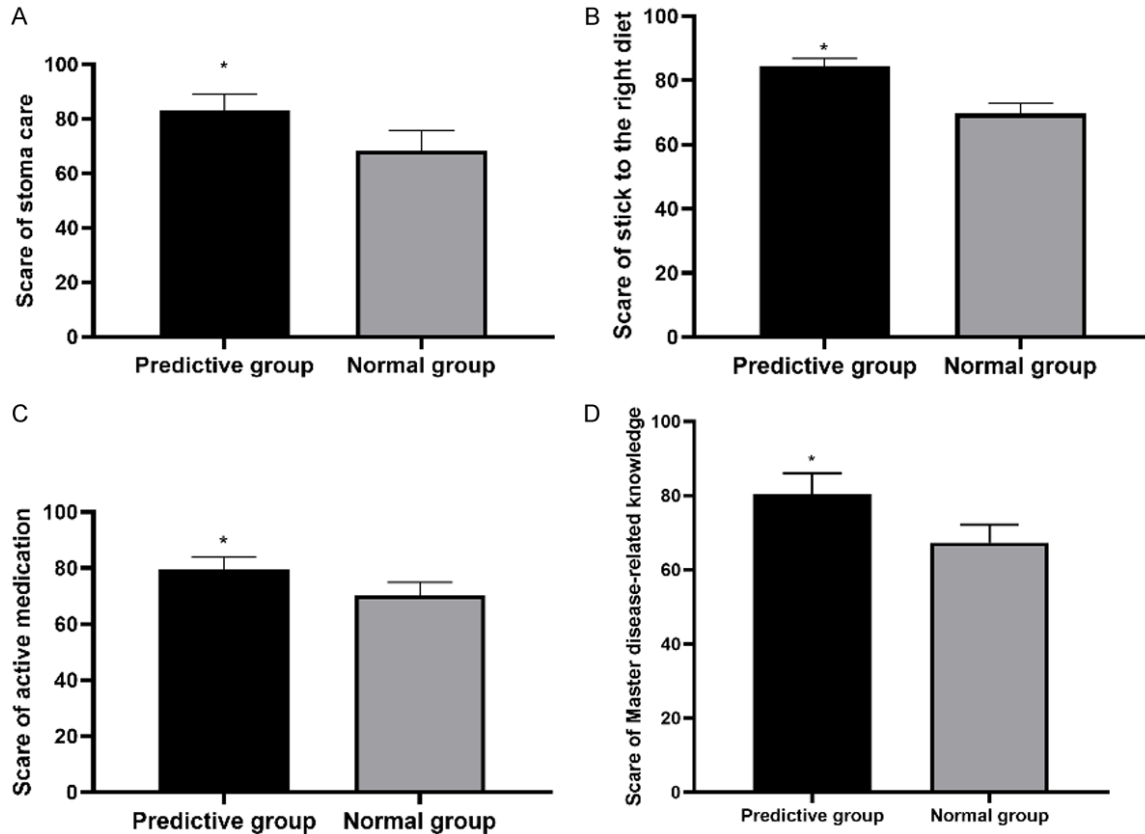 A
Scare of stoma care
100
80
60
40
20
0
*
Predictive group
Normal group
B
Scare of stick to the right diet
100
80
60
40
20
0
*
Predictive group
Normal group
C
Scare of active medication
100
80
60
40
20
0
*
Predictive group
Normal group
D
Scare of Master disease-related knowledge
100
80
60
40
20
0
*
Predictive group
Normal group